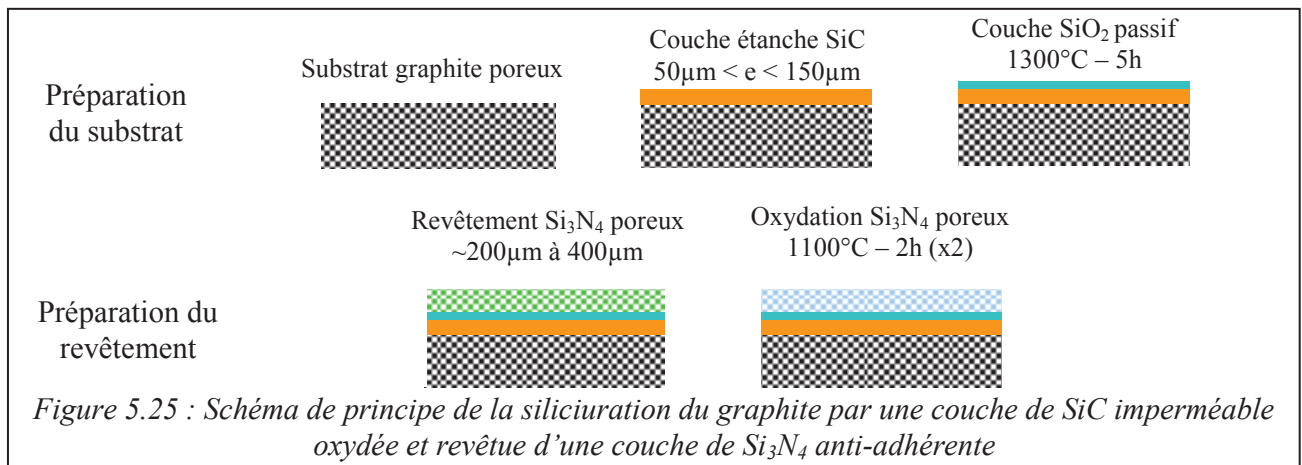 Préparation
du substrat
Substrat graphite poreux
Couche étanche SiC
50µm < e < 150µm
Couche SiO₂ passif
1300°C – 5h
Préparation du
revêtement
Revêtement Si₃N₄ poreux
~200µm à 400µm
Oxydation Si₃N₄ poreux
1100°C – 2h (x2)
Figure 5.25 : Schéma de principe de la siliciuration du graphite par une couche de SiC imperméable
oxydée et revêtue d'une couche de Si₃N₄ anti-adhérente